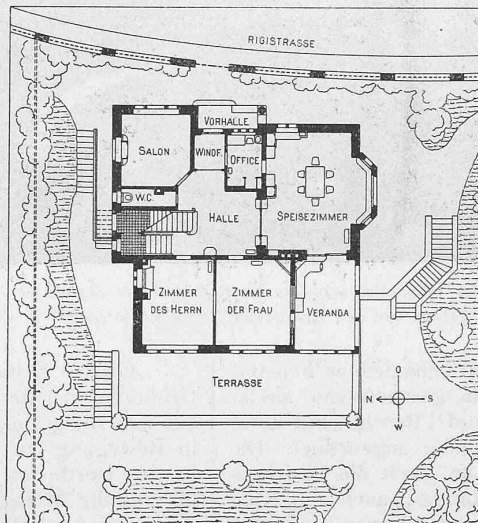 RIGISTRASSE
VORHALLE
SALON
WINDF.
OFFICE
W.C.
HALLE
SPEISEZIMMER
ZIMMER
DES HERRN
ZIMMER
DER FRAU
VERANDA
TERRASSE
O
N
S
W